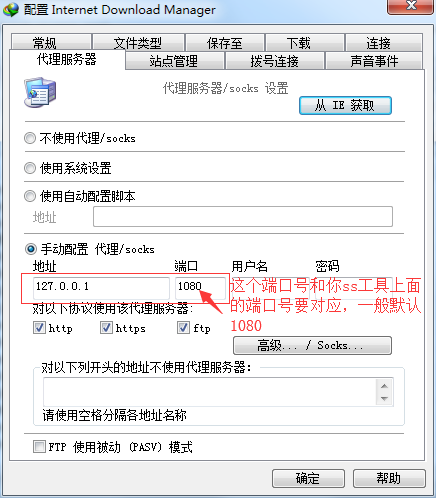 配置 Internet Download Manager
常规 文件类型 保存至 下载 连接
代理服务器 站点管理 拨号连接 声音事件
代理服务器/socks 设置
从 IE 获取
不使用代理/socks
使用系统设置
使用自动配置脚本
地址
手动配置 代理/socks
地址 端口 用户名 密码
127.0.0.1 1080
这个端口号和你ss工具上面
的端口号要对应，一般默认
1080
对以下协议使用该代理服务器：
http https ftp
高级... / Socks...
对以下列开头的地址不使用代理服务器：
请使用空格分隔各地址名称
FTP 使用被动 (PASV) 模式
确定 帮助